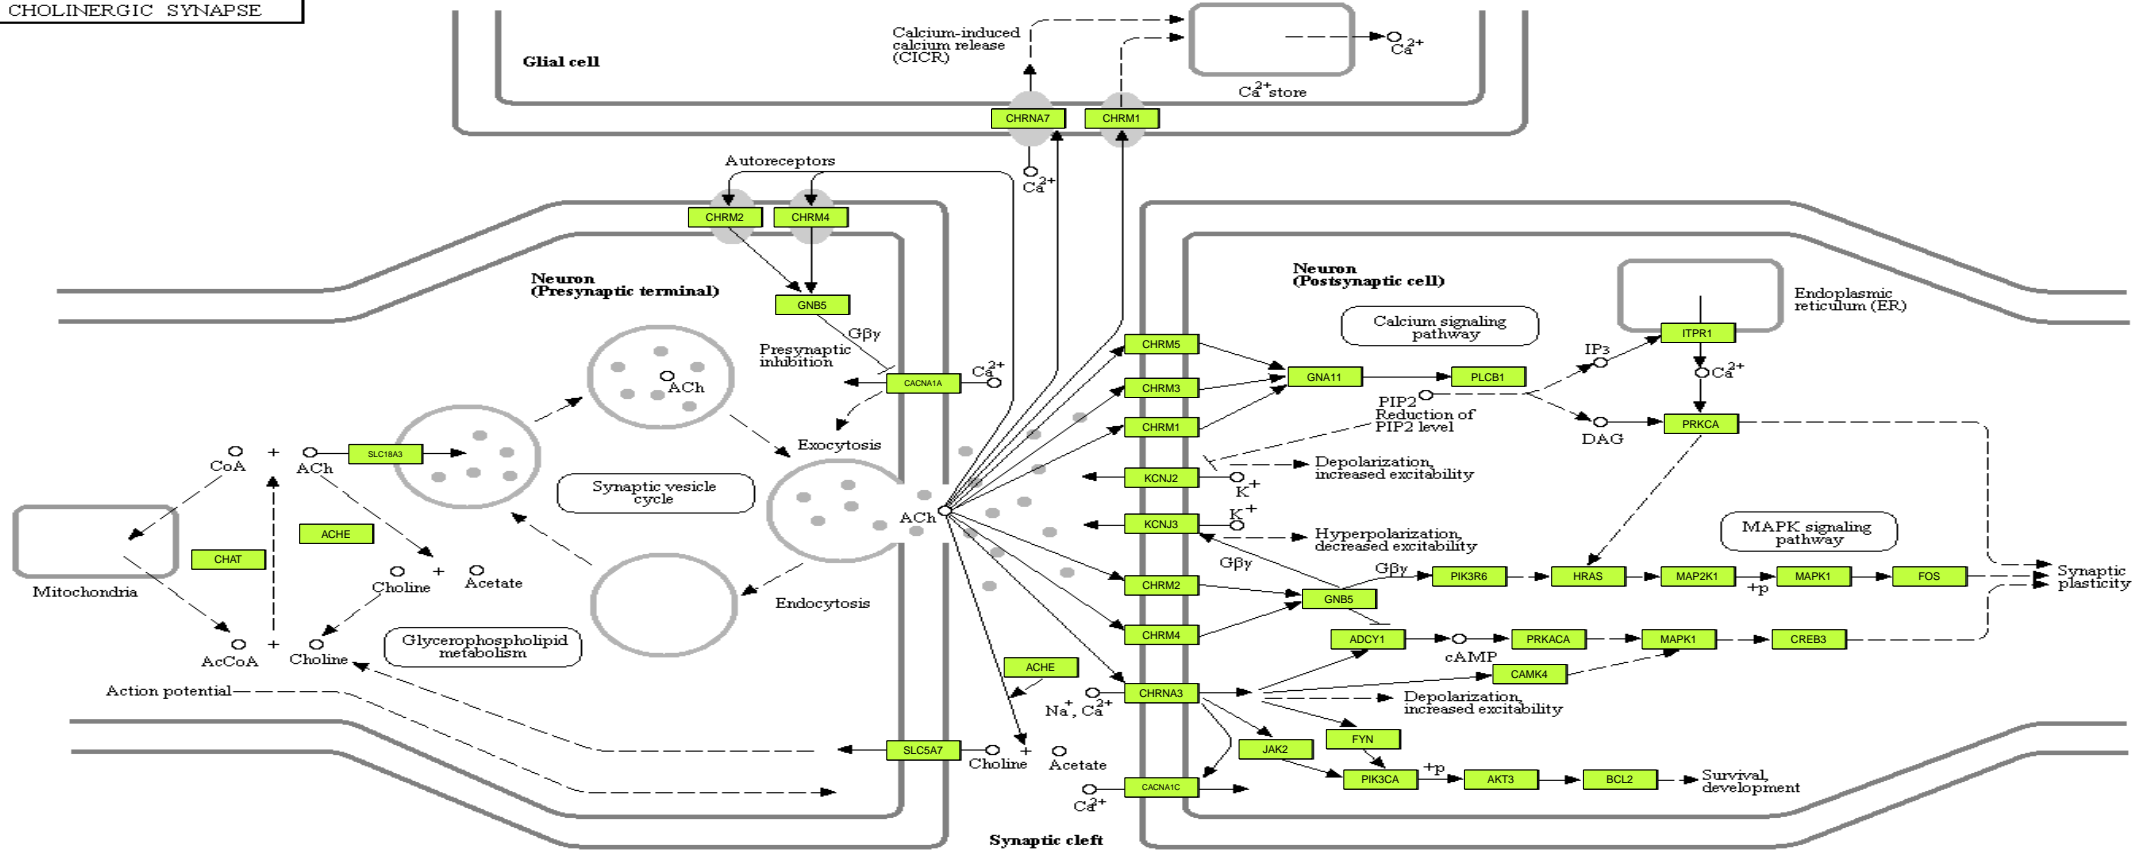 CHOLINERGIC SYNAPSE
Calcium-induced
calcium release
(CICR)
Glial cell
Ca2+
Ca2+ store
CHRNA7
CHRM1
Ca2+
Autoreceptors
CHRM2
CHRM4
Neuron
(Presynaptic terminal)
GNB5
Gβγ
Presynaptic
inhibition
CACNA1A
Ca2+
ACh
Exocytosis
CoA
+
ACh
SLC18A3
Synaptic vesicle
cycle
ACh
ACHE
CHAT
Mitochondria
Choline
+
Acetate
Endocytosis
AcCoA
+
Choline
Glycerophospholipid
metabolism
Action potential
SLC5A7
Choline
+
Acetate
ACHE
Na+, Ca2+
Ca2+
Synaptic cleft
Neuron
(Postsynaptic cell)
Calcium signaling
pathway
Endoplasmic
reticulum (ER)
ITPR1
IP3
Ca2+
CHRM5
GNA11
PLCB1
CHRM3
PIP2
Reduction of
PIP2 level
DAG
PRKCA
CHRM1
Depolarization,
increased excitability
KCNJ2
K+
KCNJ3
K+
Hyperpolarization,
decreased excitability
Gβγ
MAPK signaling
pathway
CHRM2
GNB5
Gβγ
PIK3R6
HRAS
MAP2K1
+p
MAPK1
FOS
Synaptic
plasticity
CHRM4
ADCY1
cAMP
PRKACA
MAPK1
CREB3
CAMK4
CHRNA3
Depolarization,
increased excitability
JAK2
FYN
PIK3CA
+p
AKT3
BCL2
Survival,
development
CACNA1C